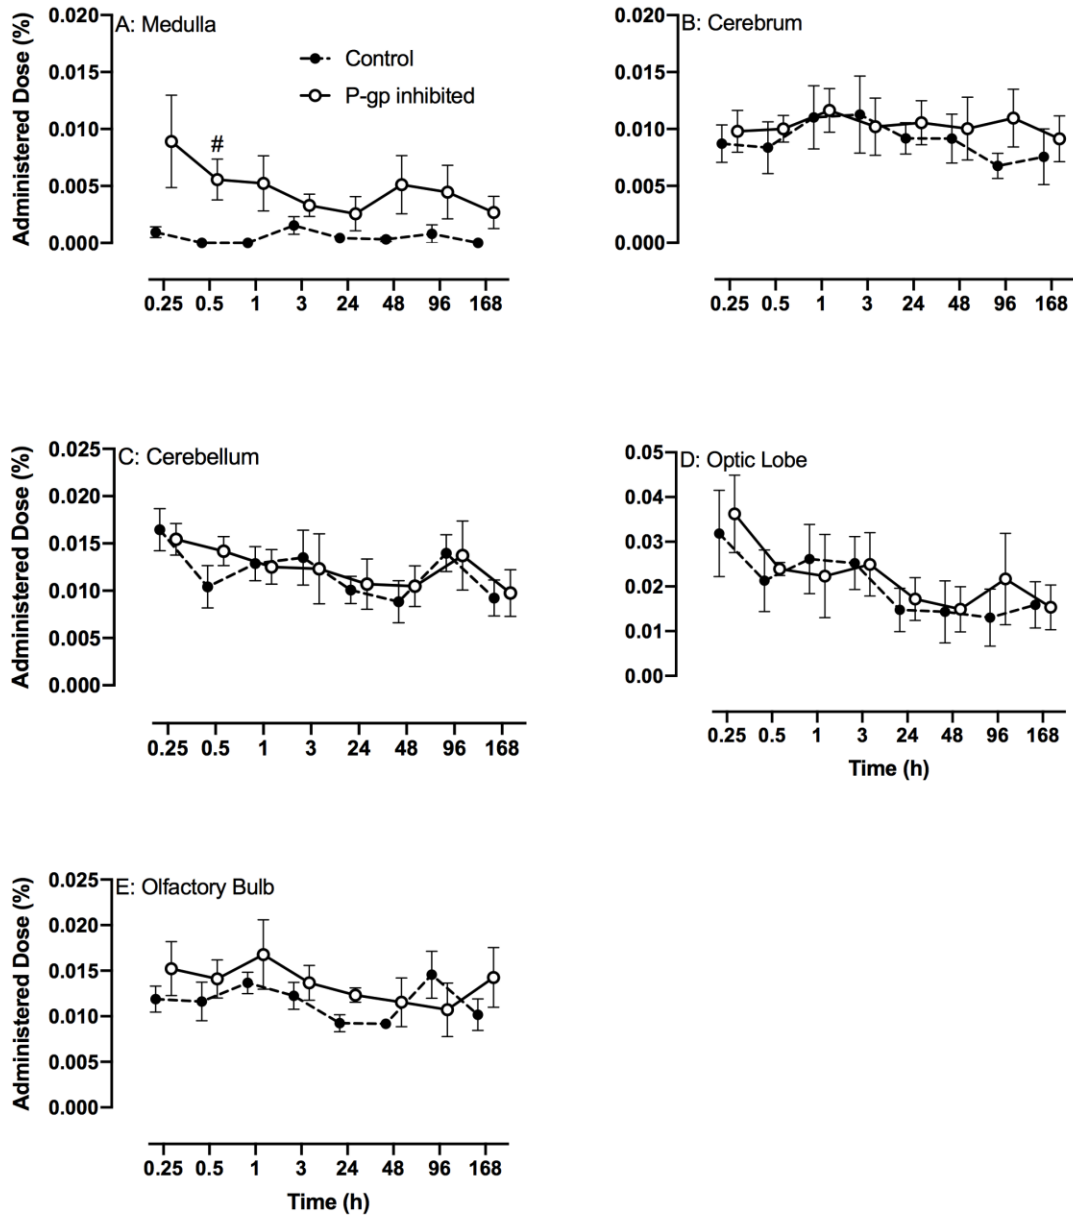 A: Medulla
Administered Dose (%)
0.020
0.015
0.010
0.005
0.000
Control
P-gp inhibited
#
0.25 0.5 1 3 24 48 96 168
B: Cerebrum
0.020
0.015
0.010
0.005
0.000
0.25 0.5 1 3 24 48 96 168
C: Cerebellum
Administered Dose (%)
0.025
0.020
0.015
0.010
0.005
0.000
0.25 0.5 1 3 24 48 96 168
D: Optic Lobe
0.05
0.04
0.03
0.02
0.01
0.00
0.25 0.5 1 3 24 48 96 168
Time (h)
E: Olfactory Bulb
Administered Dose (%)
0.025
0.020
0.015
0.010
0.005
0.000
0.25 0.5 1 3 24 48 96 168
Time (h)